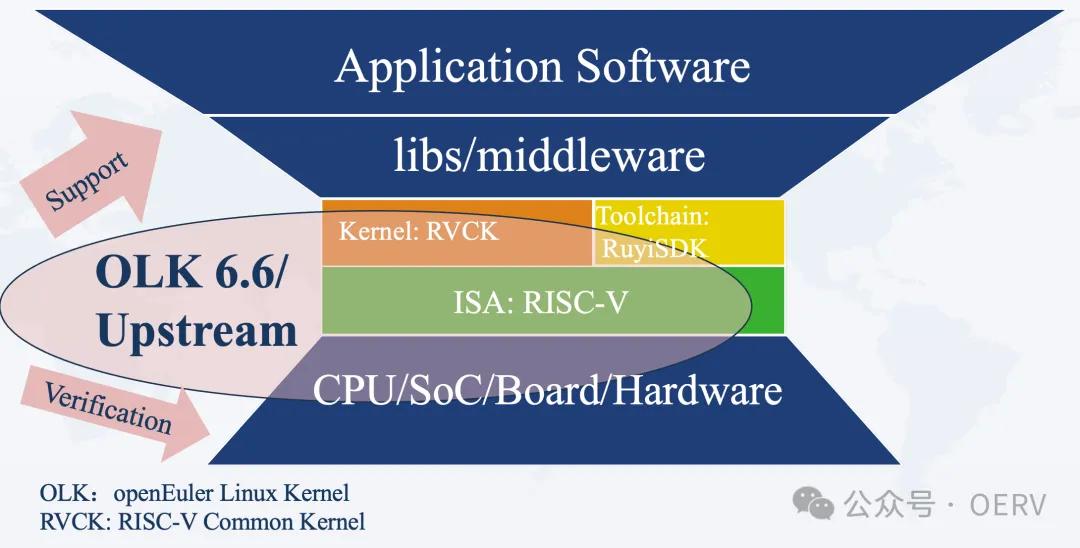 Application Software
libs/middleware
Support
Kernel: RVCK
Toolchain:
RuyiSDK
OLK 6.6/
Upstream
ISA: RISC-V
Verification
CPU/SoC/Board/Hardware
OLK：openEuler Linux Kernel
RVCK: RISC-V Common Kernel
公众号 · OERV